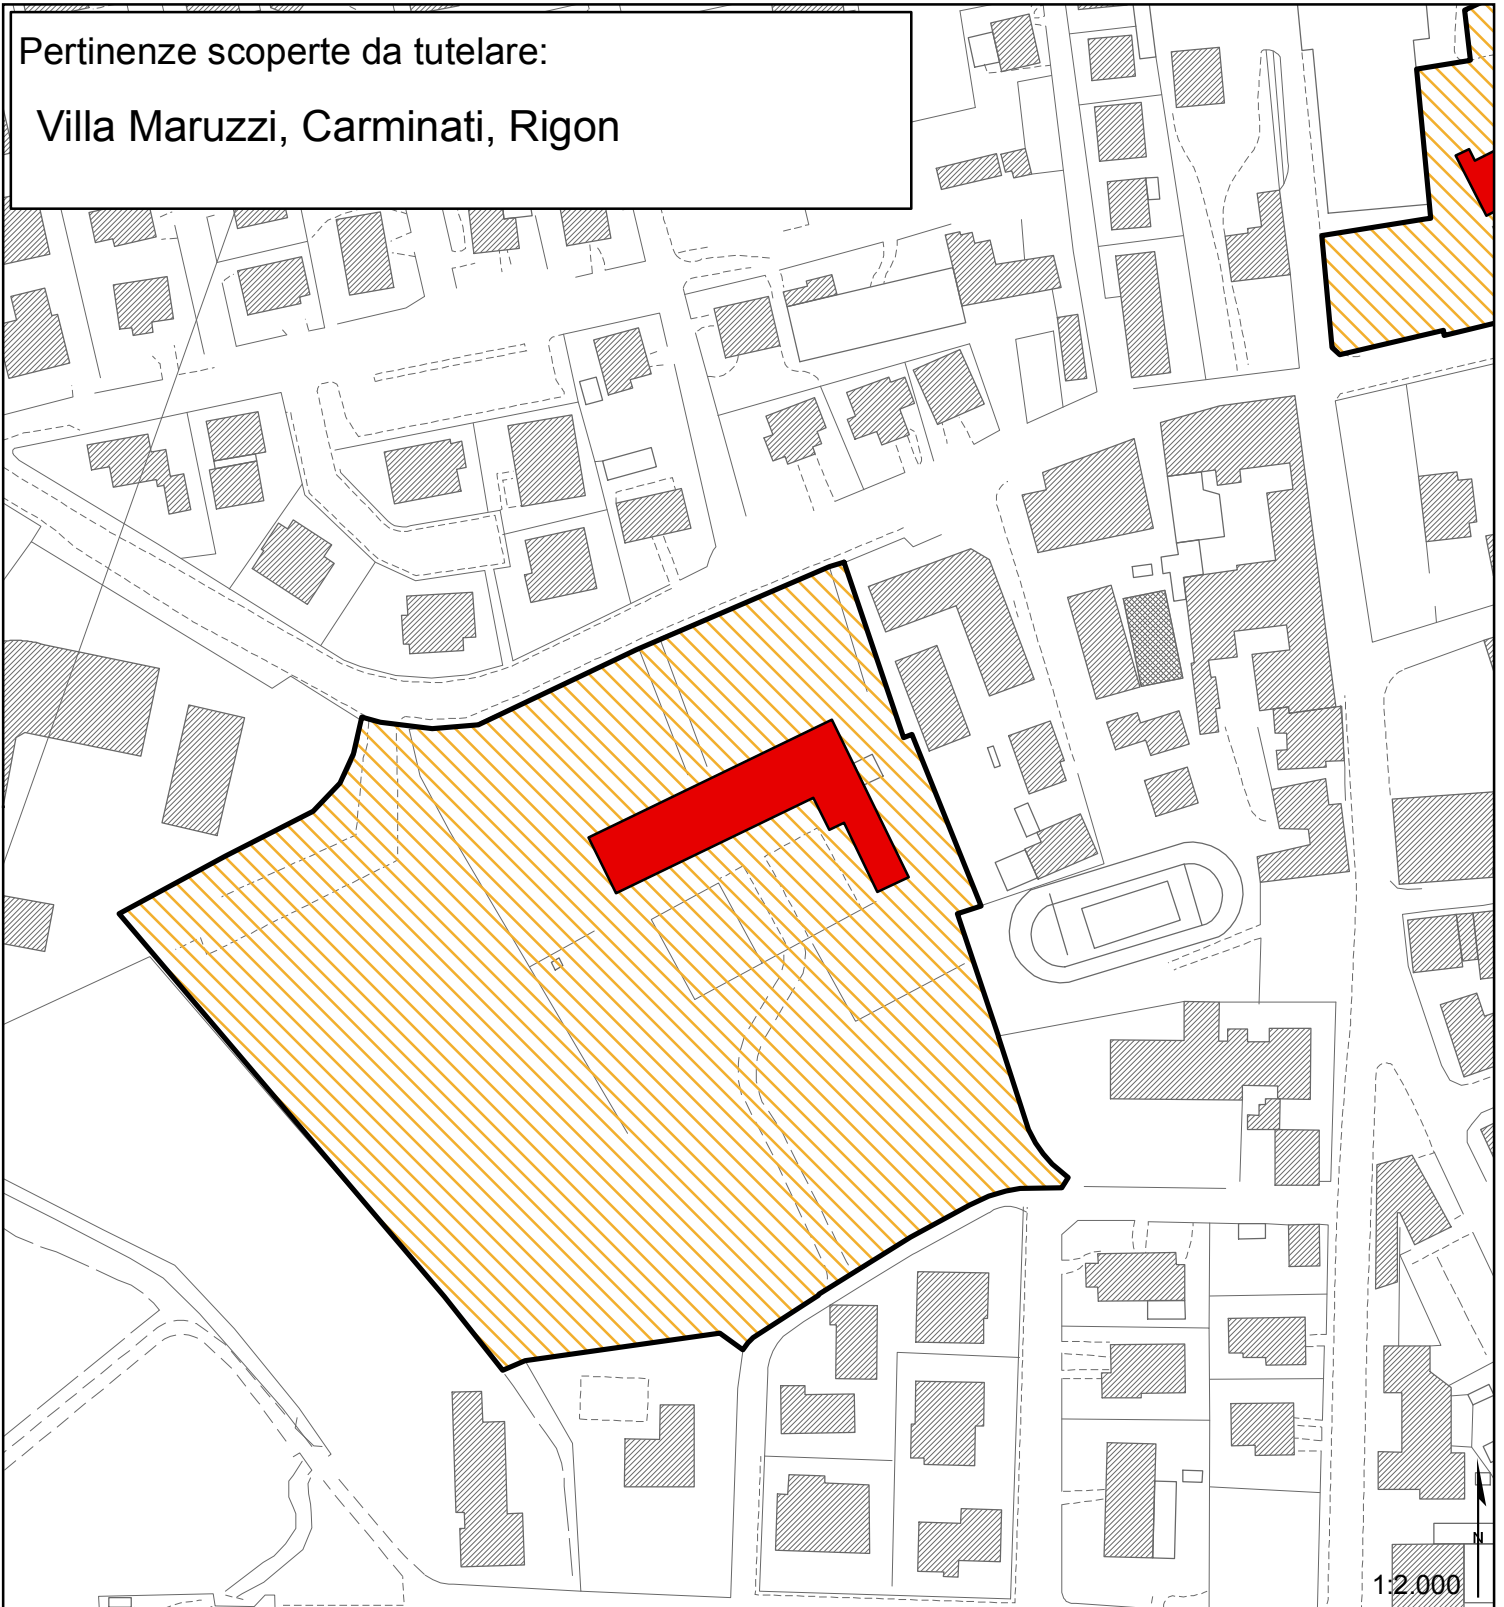 Pertinenze scoperte da tutelare:
Villa Maruzzi, Carminati, Rigon
N
1:2.000